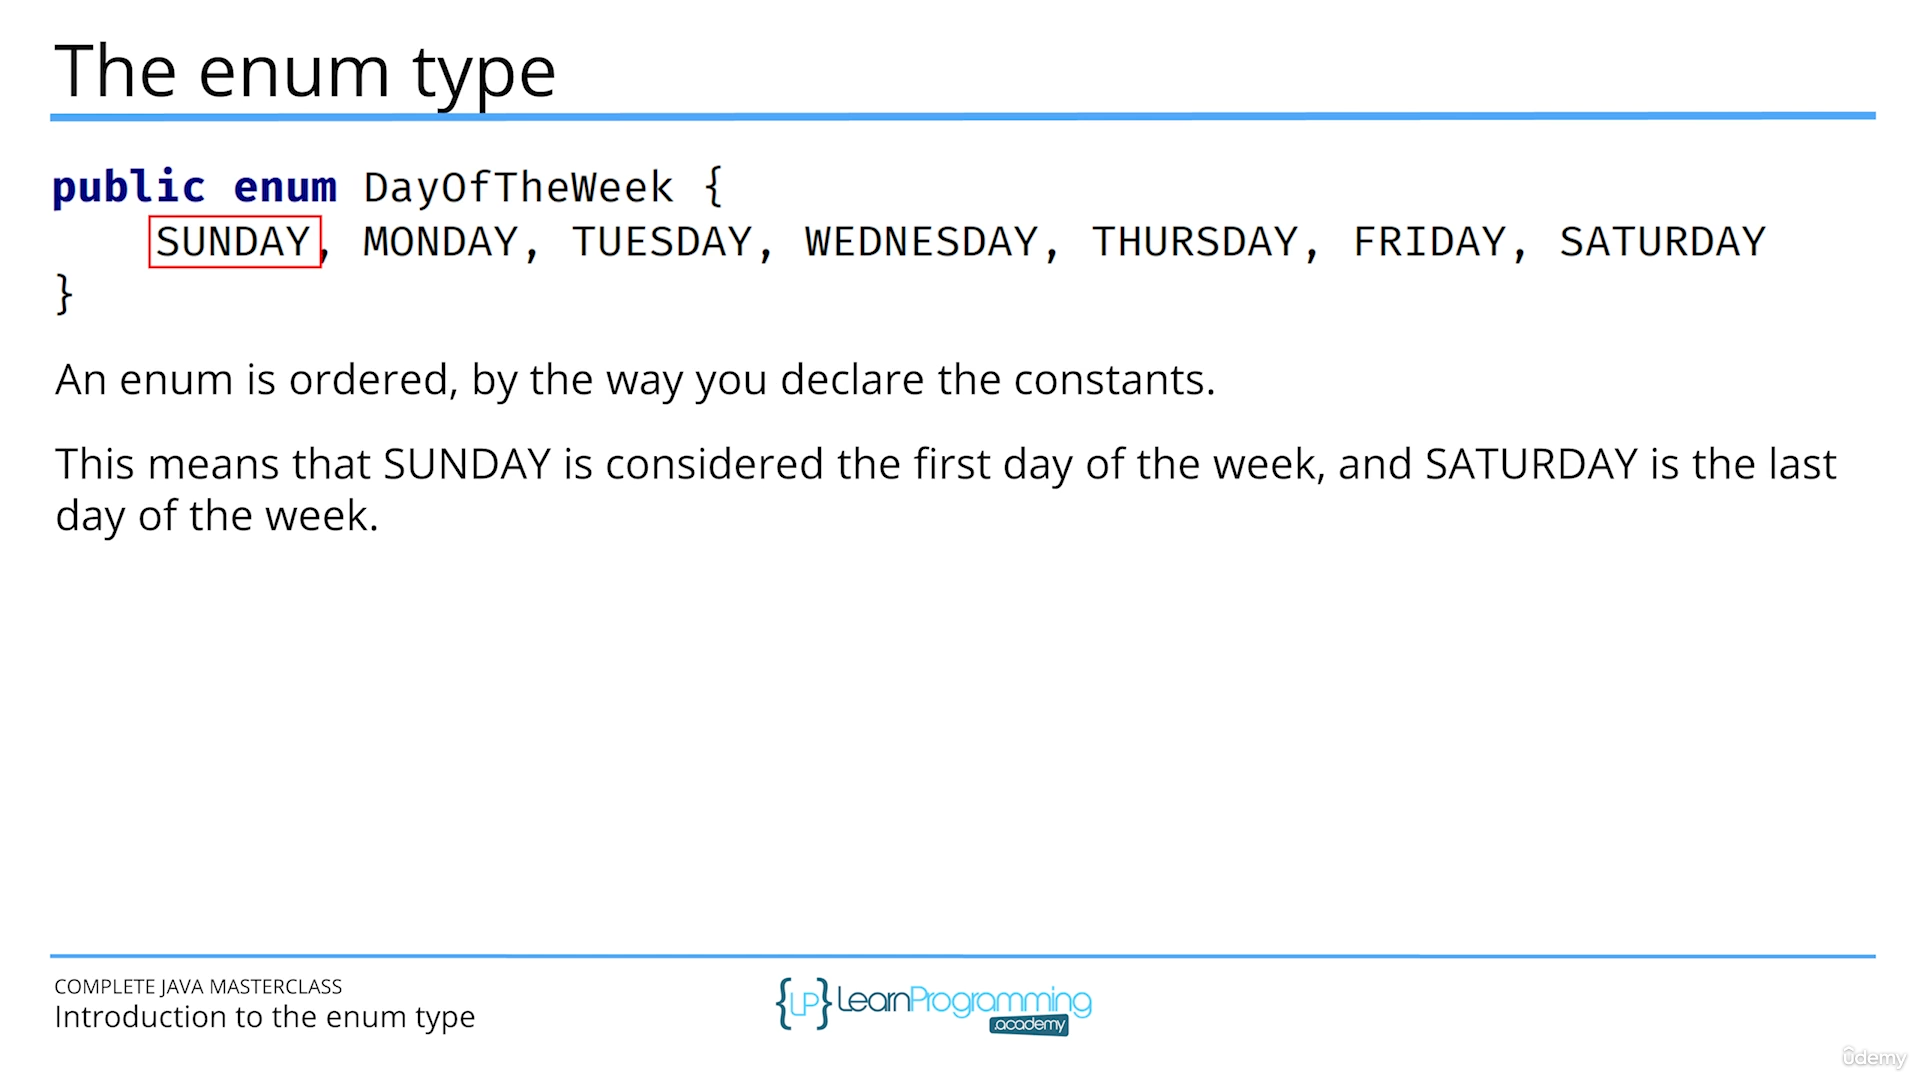 The enum type
public enum DayOfTheWeek {
SUNDAY, MONDAY, TUESDAY, WEDNESDAY, THURSDAY, FRIDAY, SATURDAY
}
An enum is ordered, by the way you declare the constants.
This means that SUNDAY is considered the first day of the week, and SATURDAY is the last
day of the week.
COMPLETE JAVA MASTERCLASS
Introduction to the enum type
{LP} LearnProgramming
.academy
ûdemy